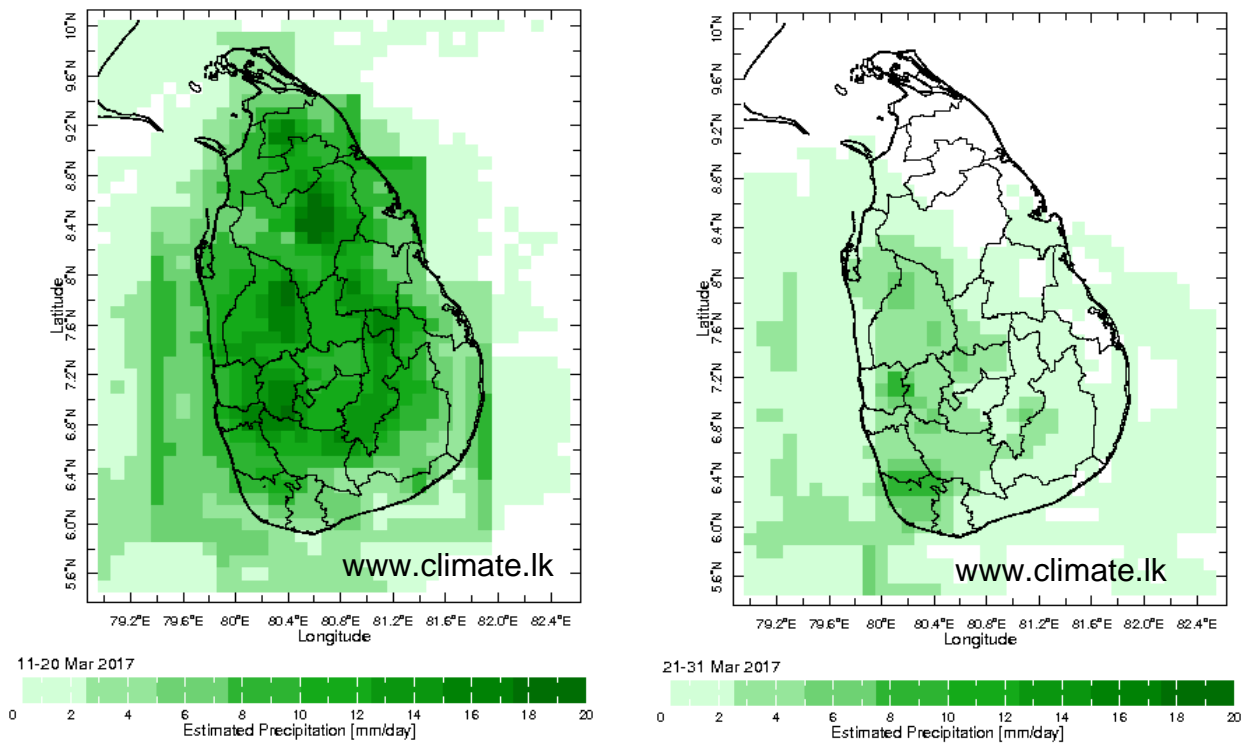 10°N
9.6°N
9.2°N
8.8°N
8.4°N
8°N
7.6°N
7.2°N
6.8°N
6.4°N
6.0°N
5.6°N
Latitude
www.climate.lk
79.2°E 79.6°E 80°E 80.4°E 80.8°E 81.2°E 81.6°E 82.0°E 82.4°E
Longitude
11-20 Mar 2017
0 2 4 6 8 10 12 14 16 18 20
Estimated Precipitation [mm/day]
10°N
9.6°N
9.2°N
8.8°N
8.4°N
8°N
7.6°N
7.2°N
6.8°N
6.4°N
6.0°N
5.6°N
Latitude
www.climate.lk
79.2°E 79.6°E 80°E 80.4°E 80.8°E 81.2°E 81.6°E 82.0°E 82.4°E
Longitude
21-31 Mar 2017
0 2 4 6 8 10 12 14 16 18 20
Estimated Precipitation [mm/day]